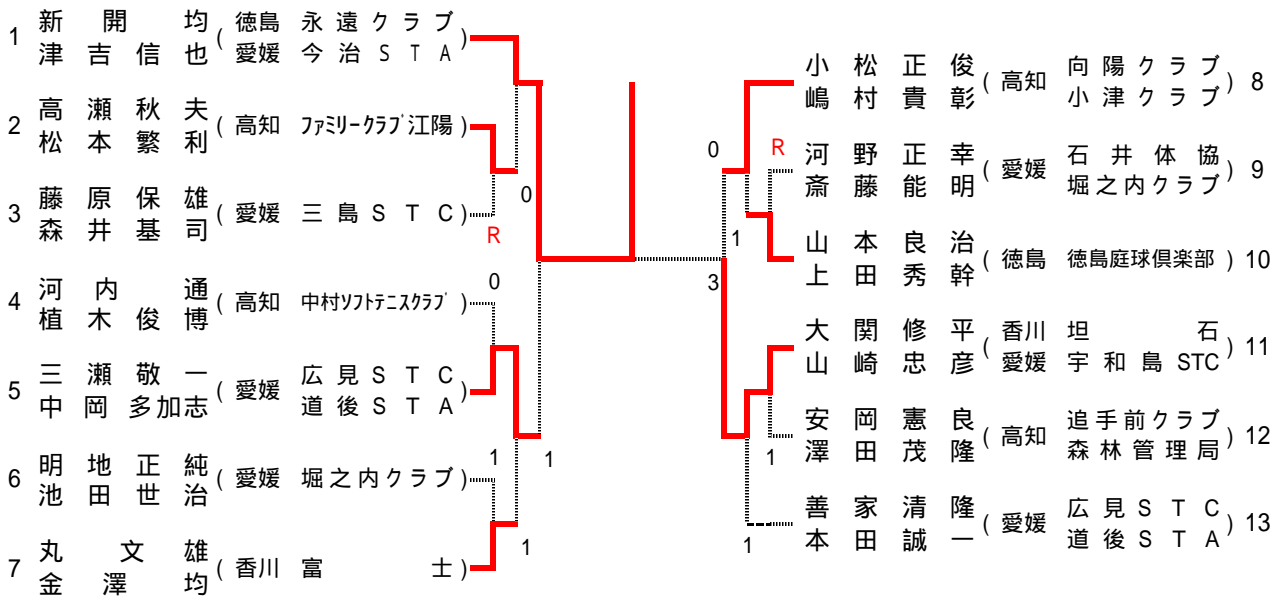 1 新開均 (徳島 永遠クラブ)
津吉信也 愛媛 今治STA
2 高瀬秋夫 (高知 ファミリークラブ江陽)
松本繁利
3 藤原保雄 (愛媛 三島STC)
森井基司
4 河内通 (高知 中村ソフトテニスクラブ)
植木俊博
5 三瀬敬一 (愛媛 広見STC)
中岡多加志 道後STA
6 明地正純 (愛媛 堀之内クラブ)
池田世治
7 丸文雄 (香川 富士)
金澤均
0
R
0
1
1
1
0
R
1
3
1
1
小松正俊 (高知 向陽クラブ) 8
嶋村貴彰 小津クラブ
河野正幸 (愛媛 石井体協) 9
斎藤能明 堀之内クラブ
山本良治 (徳島 徳島庭球倶楽部) 10
上田秀幹
大関修平 (香川 坦石) 11
山崎忠彦 愛媛 宇和島STC
安岡憲良 (高知 追手前クラブ) 12
澤田茂隆 森林管理局
善家清隆 (愛媛 広見STC) 13
本田誠一 道後STA